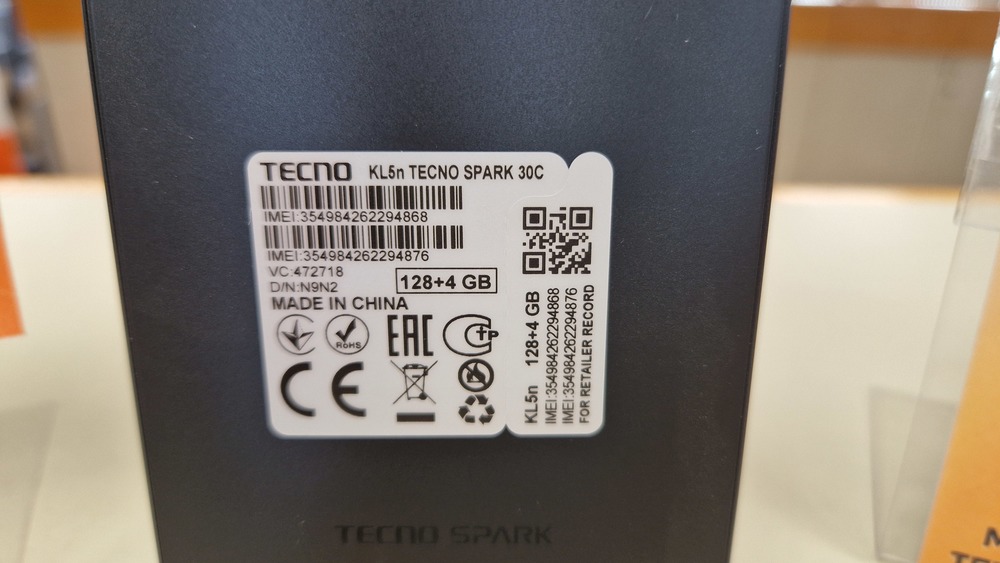 TECNO KL5n TECNO SPARK 30C
IMEI:354984262294868
IMEI:354984262294876
VC:472718
D/N:N9N2
128+4 GB
MADE IN CHINA
RoHS
EAC
CTP
CE
KL5n 128+4 GB
IMEI:354984262294868
IMEI:354984262294876
FOR RETAILER RECORD
TECNO SPARK